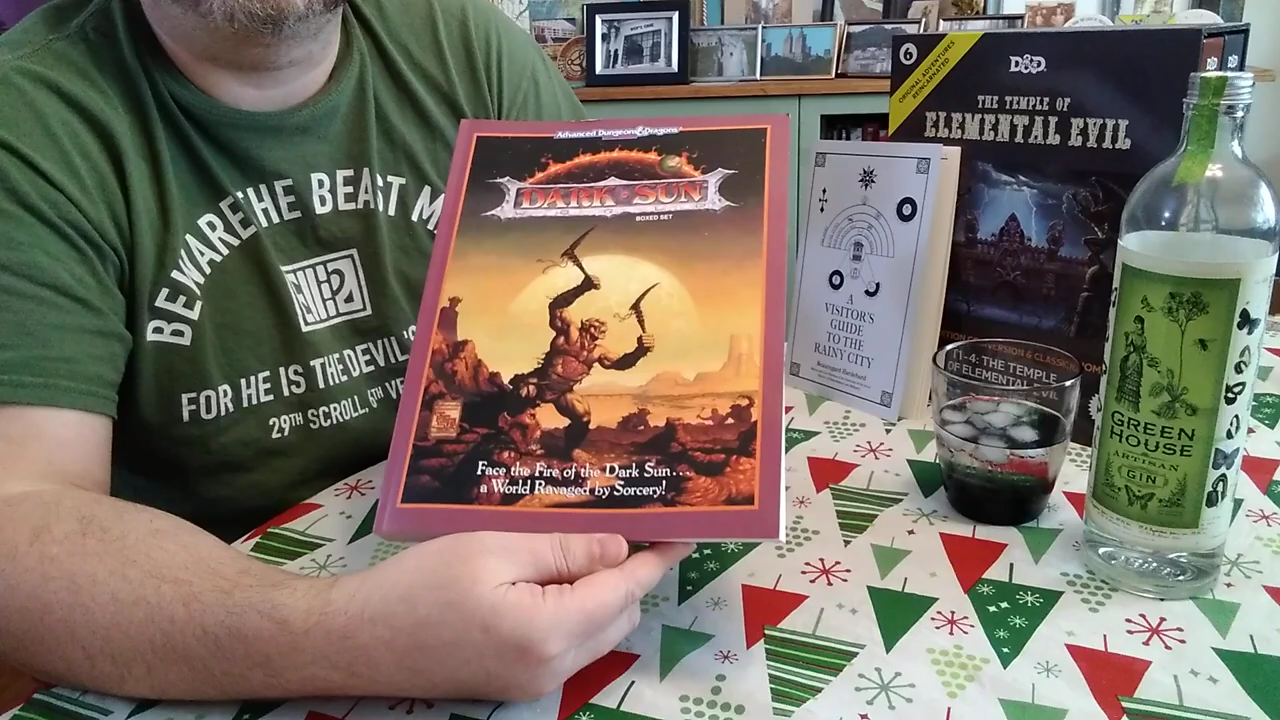 BEWARE THE BEAST M
FOR HE IS THE DEVIL'S
29TH SCROLL, 6TH VE
Advanced Dungeons & Dragons
DARK SUN
BOXED SET
Face the Fire of the Dark Sun...
a World Ravaged by Sorcery!
A
VISITOR'S
GUIDE
TO THE
RAINY CITY
6
ORIGINAL ADVENTURES
REINCARNATED
D&D
THE TEMPLE OF
ELEMENTAL EVIL
VERSION & CLASSIC
T1-4: THE TEMPLE
OF ELEMENTAL EVIL
GREEN
HOUSE
ARTISAN
GIN